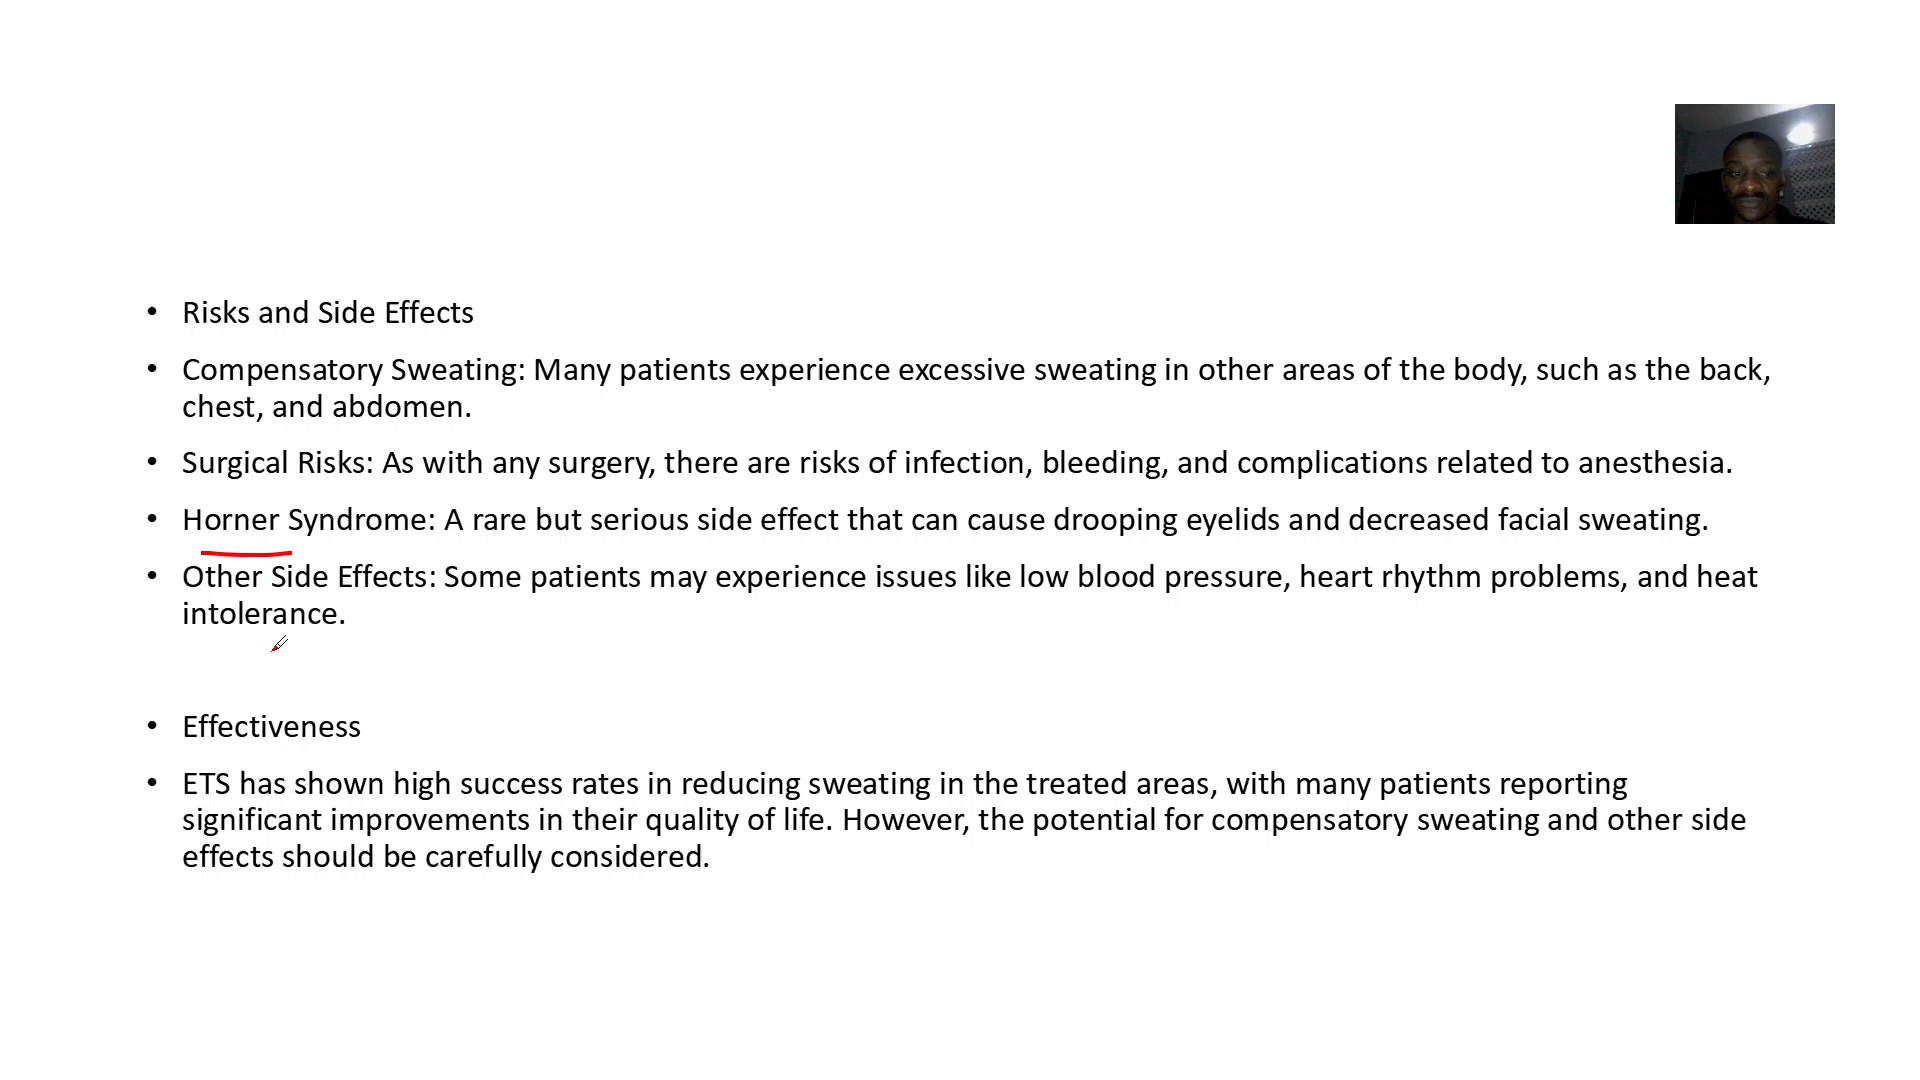 • Risks and Side Effects
• Compensatory Sweating: Many patients experience excessive sweating in other areas of the body, such as the back,
chest, and abdomen.
• Surgical Risks: As with any surgery, there are risks of infection, bleeding, and complications related to anesthesia.
• Horner Syndrome: A rare but serious side effect that can cause drooping eyelids and decreased facial sweating.
• Other Side Effects: Some patients may experience issues like low blood pressure, heart rhythm problems, and heat
intolerance.
• Effectiveness
• ETS has shown high success rates in reducing sweating in the treated areas, with many patients reporting
significant improvements in their quality of life. However, the potential for compensatory sweating and other side
effects should be carefully considered.